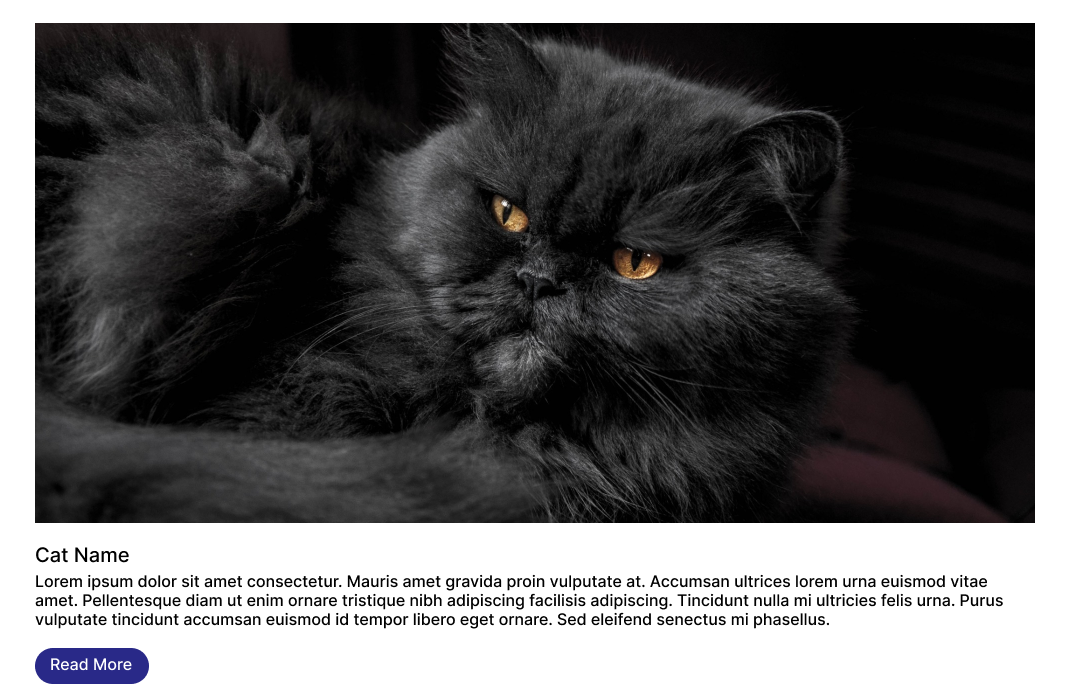 Cat Name
Lorem ipsum dolor sit amet consectetur. Mauris amet gravida proin vulputate at. Accumsan ultrices lorem urna euismod vitae
amet. Pellentesque diam ut enim ornare tristique nibh adipiscing facilisis adipiscing. Tincidunt nulla mi ultricies felis urna. Purus
vulputate tincidunt accumsan euismod id tempor libero eget ornare. Sed eleifend senectus mi phasellus.
Read More